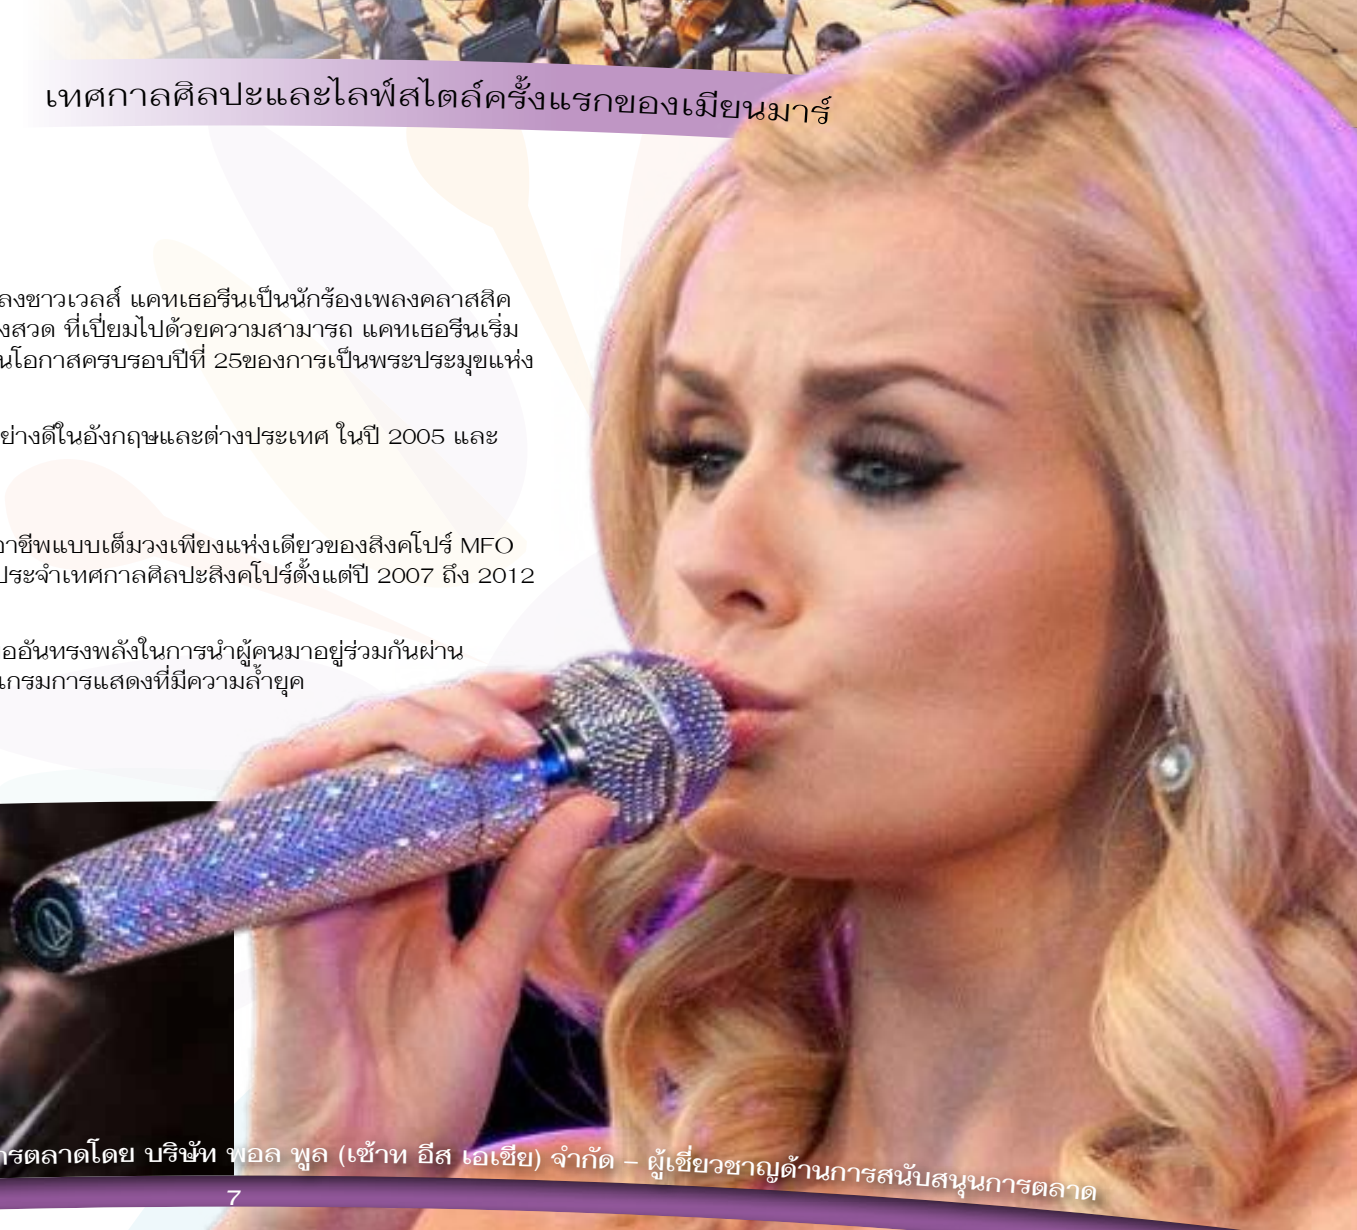 เทศกาลศิลปะและไลฟ์สไตล์ครั้งแรกของเมียนมาร์
ลงชาวเวลส์ แคทเธอรีนเป็นนักร้องเพลงคลาสสิค
งสวด ที่เปี่ยมไปด้วยความสามารถ แคทเธอรีนเริ่ม
นโอกาสครบรอบปีที่ 25ของการเป็นพระประมุขแห่ง
ย่างดีในอังกฤษและต่างประเทศ ในปี 2005 และ
าชีพแบบเต็มวงเพียงแห่งเดียวของสิงคโปร์ MFO
ประจำเทศกาลศิลปะสิงคโปร์ตั้งแต่ปี 2007 ถึง 2012
ออันทรงพลังในการนำผู้คนมาอยู่ร่วมกันผ่าน
แกรมการแสดงที่มีความล้ำยุค
ารตลาดโดย บริษัท พอล พูล (เซ้าท อีส เอเชีย) จำกัด – ผู้เชี่ยวชาญด้านการสนับสนุนการตลาด
7